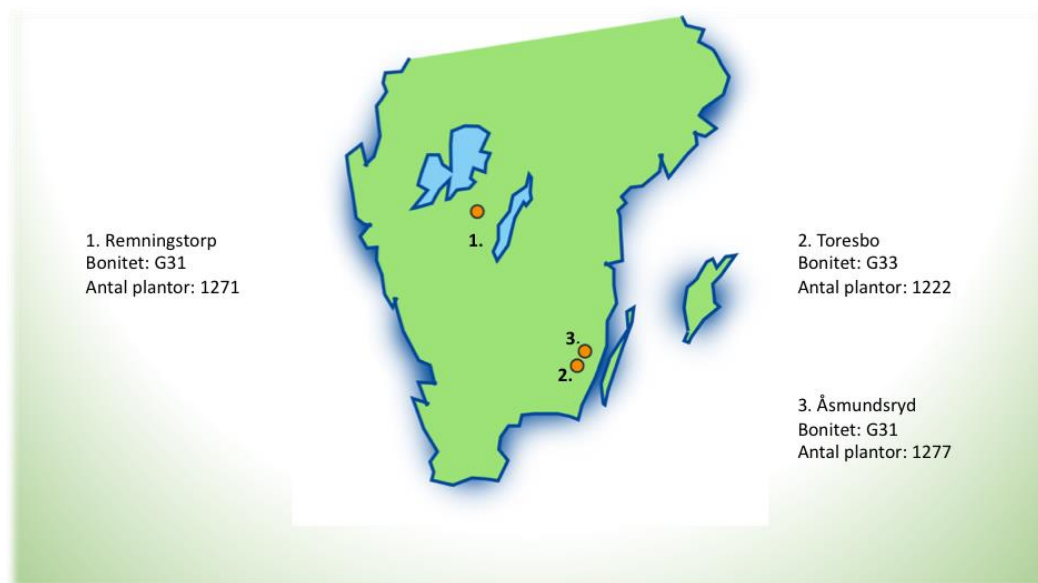 1. Remningstorp
Bonitet: G31
Antal plantor: 1271
1.
2. Toresbo
Bonitet: G33
Antal plantor: 1222
3.
2.
3. Åsmundsryd
Bonitet: G31
Antal plantor: 1277